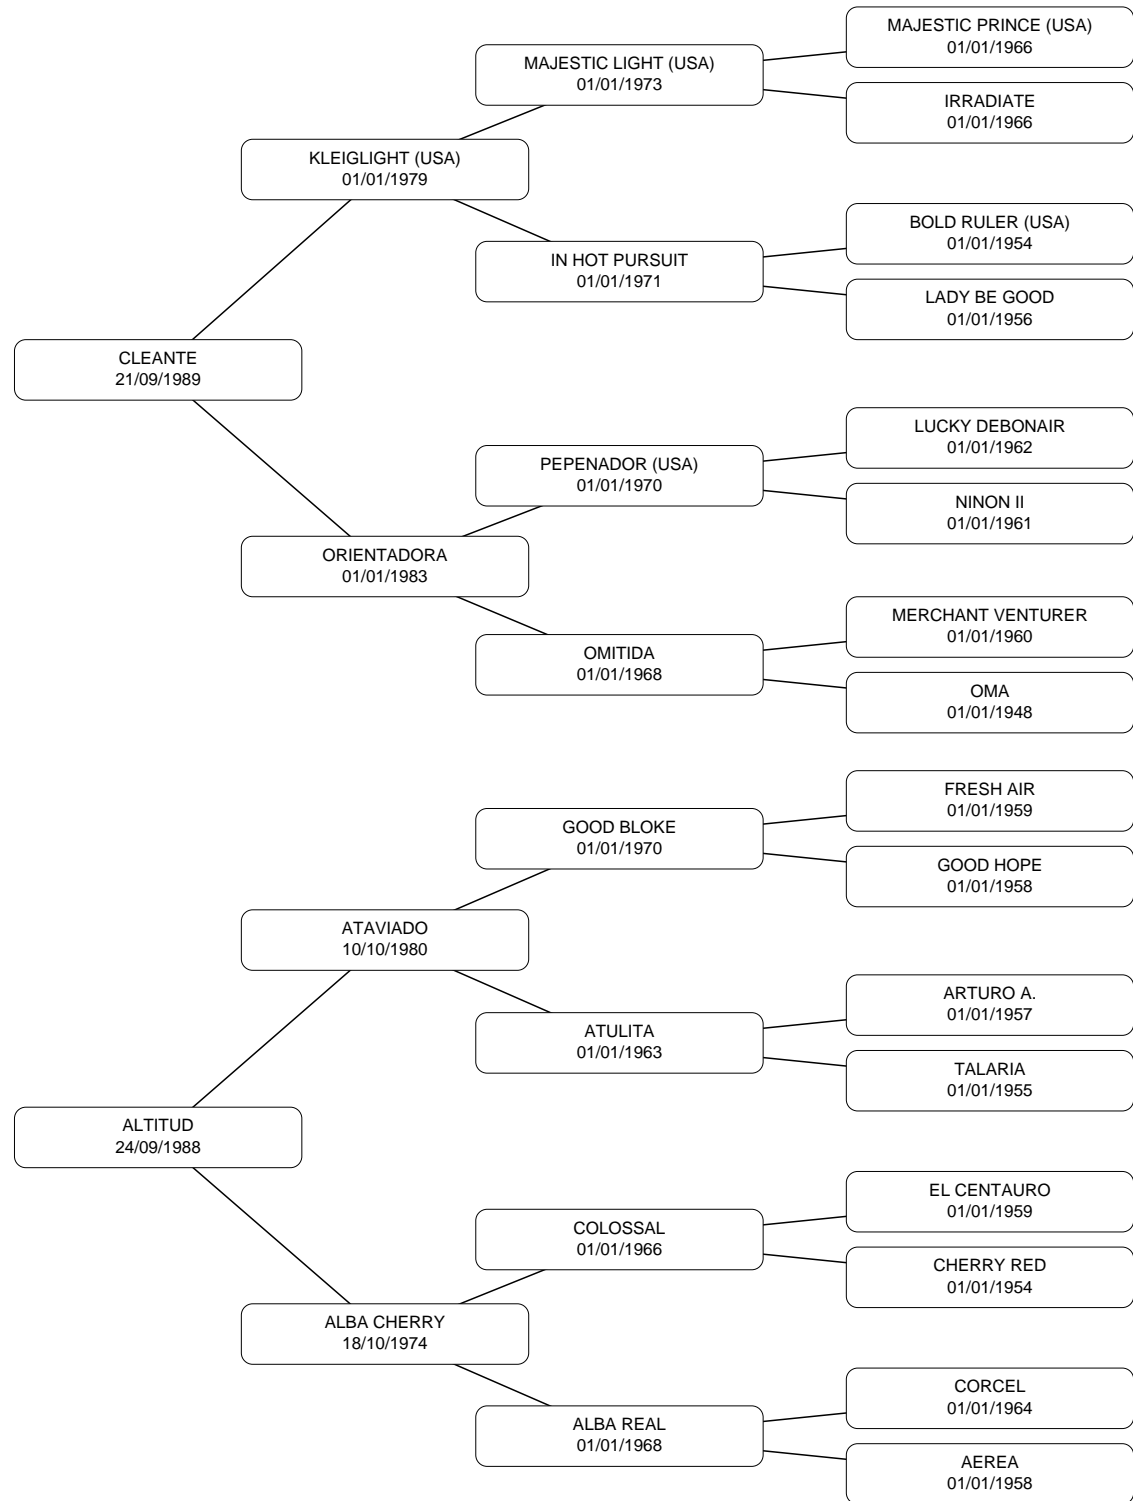 MAJESTIC PRINCE (USA)
01/01/1966
MAJESTIC LIGHT (USA)
01/01/1973
IRRADIATE
01/01/1966
KLEIGLIGHT (USA)
01/01/1979
BOLD RULER (USA)
01/01/1954
IN HOT PURSUIT
01/01/1971
LADY BE GOOD
01/01/1956
CLEANTE
21/09/1989
LUCKY DEBONAIR
01/01/1962
PEPENADOR (USA)
01/01/1970
NINON II
01/01/1961
ORIENTADORA
01/01/1983
MERCHANT VENTURER
01/01/1960
OMITIDA
01/01/1968
OMA
01/01/1948
FRESH AIR
01/01/1959
GOOD BLOKE
01/01/1970
GOOD HOPE
01/01/1958
ATAVIADO
10/10/1980
ARTURO A.
01/01/1957
ATULITA
01/01/1963
TALARIA
01/01/1955
ALTITUD
24/09/1988
EL CENTAURO
01/01/1959
COLOSSAL
01/01/1966
CHERRY RED
01/01/1954
ALBA CHERRY
18/10/1974
CORCEL
01/01/1964
ALBA REAL
01/01/1968
AEREA
01/01/1958